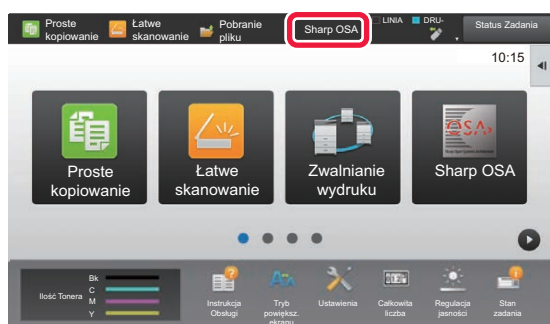 Proste
kopiowanie
Łatwe
skanowanie
Pobranie
pliku
Sharp OSA
LINIA
DRU-
Status Zadania
10:15
Proste
kopiowanie
Łatwe
skanowanie
Zwalnianie
wydruku
OSA
Sharp OSA
Ilość Tonera
Bk
C
M
Y
Instrukcja
Obsługi
Tryb
powiększ.
ekranu
Ustawienia
Całkowita
liczba
Regulacja
jasności
Stan
zadania